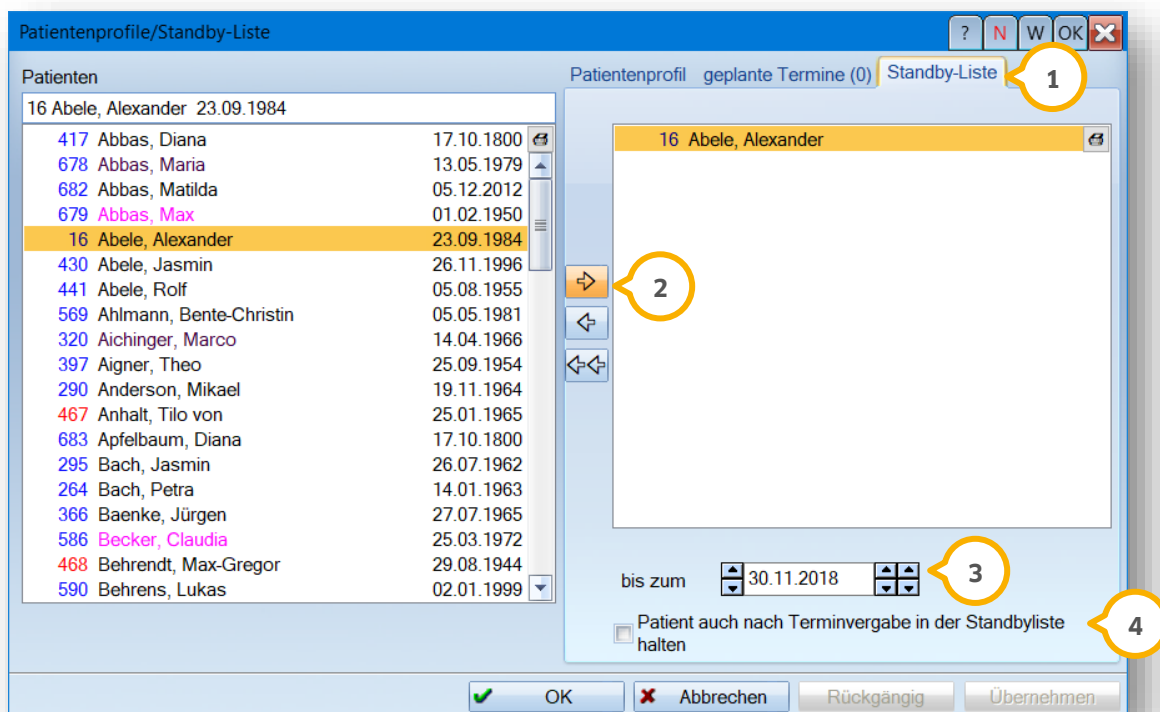 Patientenprofile/Standby-Liste ? N W OK
Patienten
16 Abele, Alexander 23.09.1984
417 Abbas, Diana 17.10.1800
678 Abbas, Maria 13.05.1979
682 Abbas, Matilda 05.12.2012
679 Abbas, Max 01.02.1950
16 Abele, Alexander 23.09.1984
430 Abele, Jasmin 26.11.1996
441 Abele, Rolf 05.08.1955
569 Ahlmann, Bente-Christin 05.05.1981
320 Aichinger, Marco 14.04.1966
397 Aigner, Theo 25.09.1954
290 Anderson, Mikael 19.11.1964
467 Anhalt, Tilo von 25.01.1965
683 Apfelbaum, Diana 17.10.1800
295 Bach, Jasmin 26.07.1962
264 Bach, Petra 14.01.1963
366 Baenke, Jürgen 27.07.1965
586 Becker, Claudia 25.03.1972
468 Behrendt, Max-Gregor 29.08.1944
590 Behrens, Lukas 02.01.1999
Patientenprofil geplante Termine (0) Standby-Liste 1
16 Abele, Alexander
2
bis zum 30.11.2018 3
Patient auch nach Terminvergabe in der Standbyliste
halten
4
OK Abbrechen Rückgängig Übernehmen